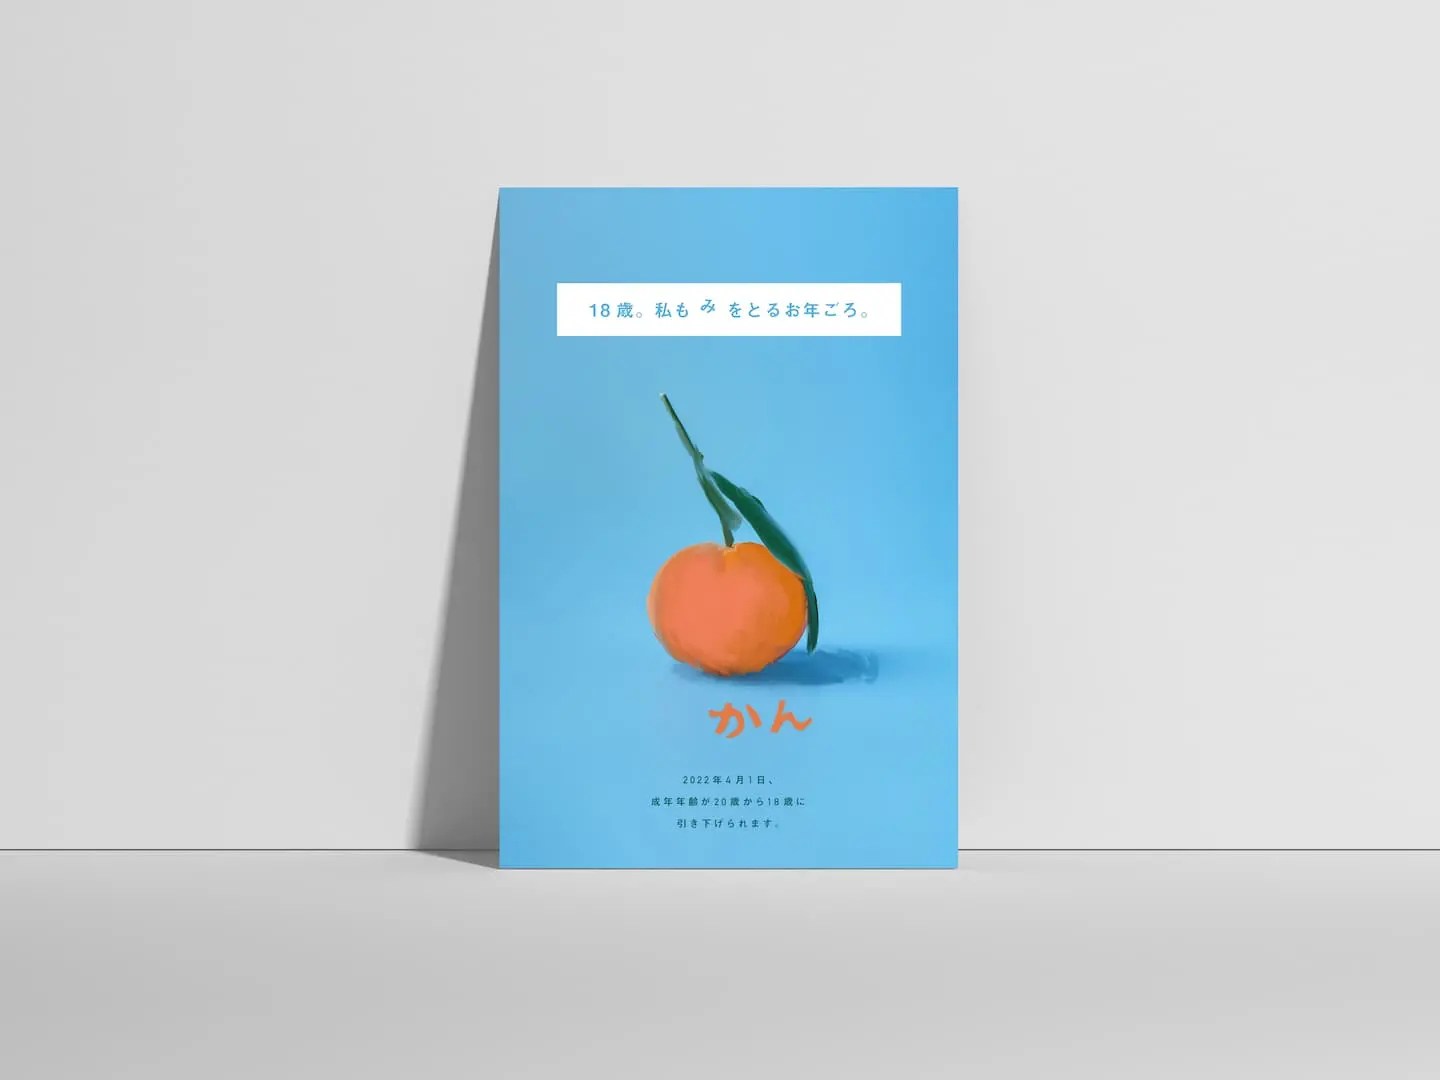 18歳。私もみをとるお年ごろ。
かん
2022年4月1日、
成年年齢が20歳から18歳に
引き下げられます。